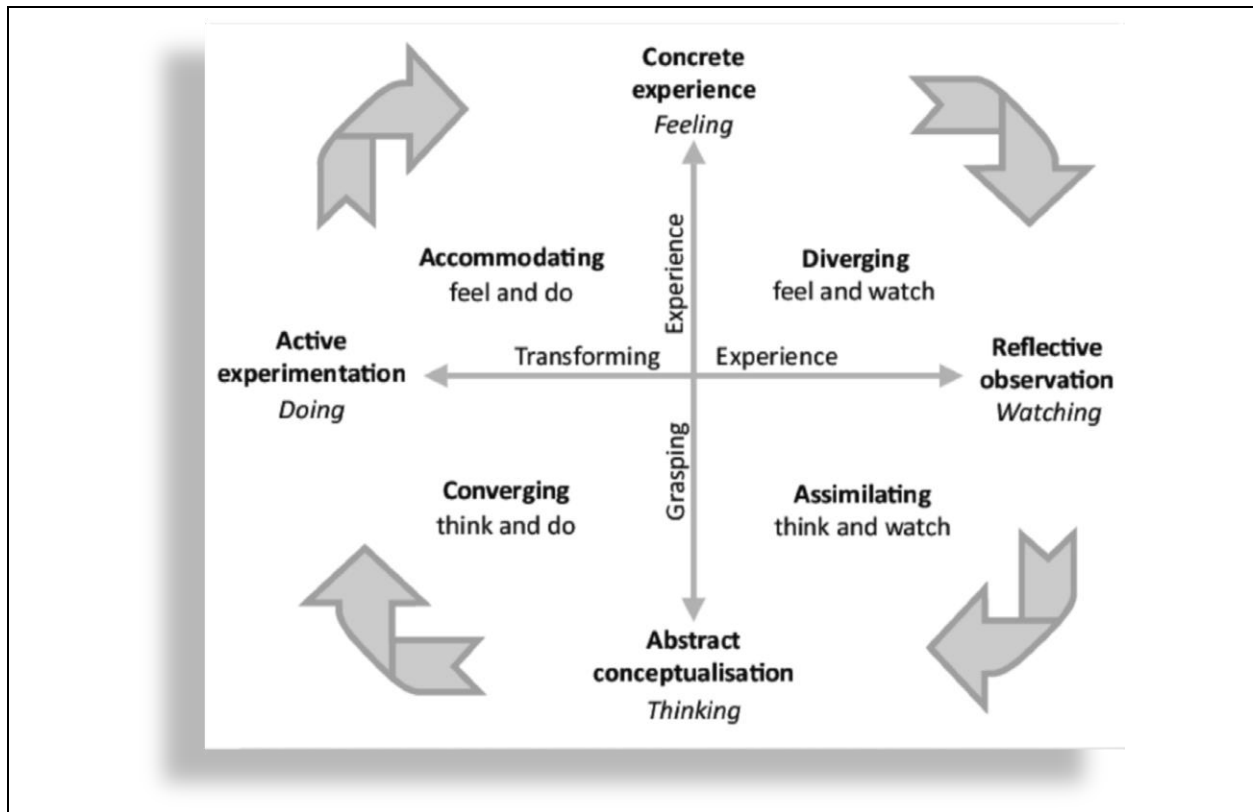 Concrete
experience
Feeling
Accommodating
feel and do
Experience
Diverging
feel and watch
Active
experimentation
Doing
Transforming
Experience
Reflective
observation
Watching
Converging
think and do
Grasping
Assimilating
think and watch
Abstract
conceptualisation
Thinking